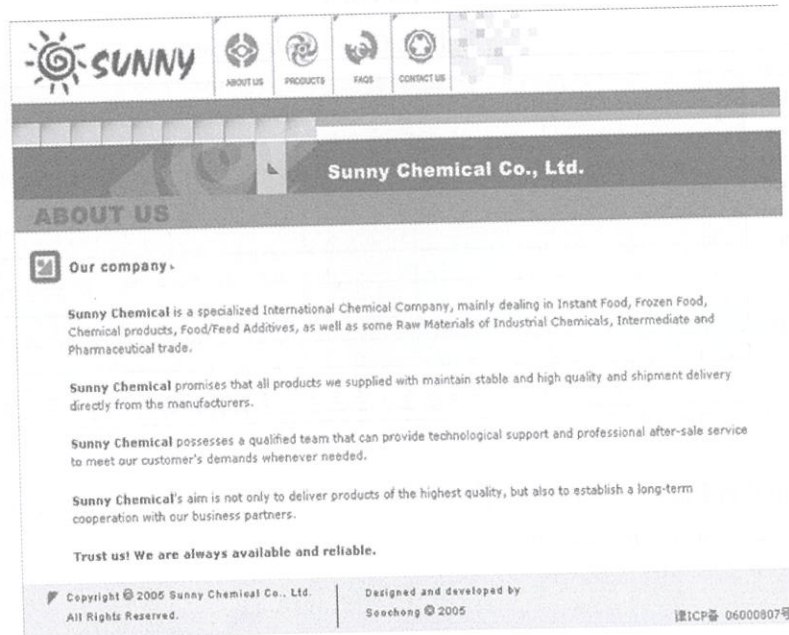 SUNNY
ABOUT US
PRODUCTS
FAQS
CONTACT US
Sunny Chemical Co., Ltd.
ABOUT US
Our company
Sunny Chemical is a specialized International Chemical Company, mainly dealing in Instant Food, Frozen Food,
Chemical products, Food/Feed Additives, as well as some Raw Materials of Industrial Chemicals, Intermediate and
Pharmaceutical trade.
Sunny Chemical promises that all products we supplied with maintain stable and high quality and shipment delivery
directly from the manufacturers.
Sunny Chemical possesses a qualified team that can provide technological support and professional after-sale service
to meet our customer's demands whenever needed.
Sunny Chemical's aim is not only to deliver products of the highest quality, but also to establish a long-term
cooperation with our business partners.
Trust us! We are always available and reliable.
Copyright © 2005 Sunny Chemical Co., Ltd.
All Rights Reserved.
Designed and developed by
Soochong © 2005
津ICP备 06000807号